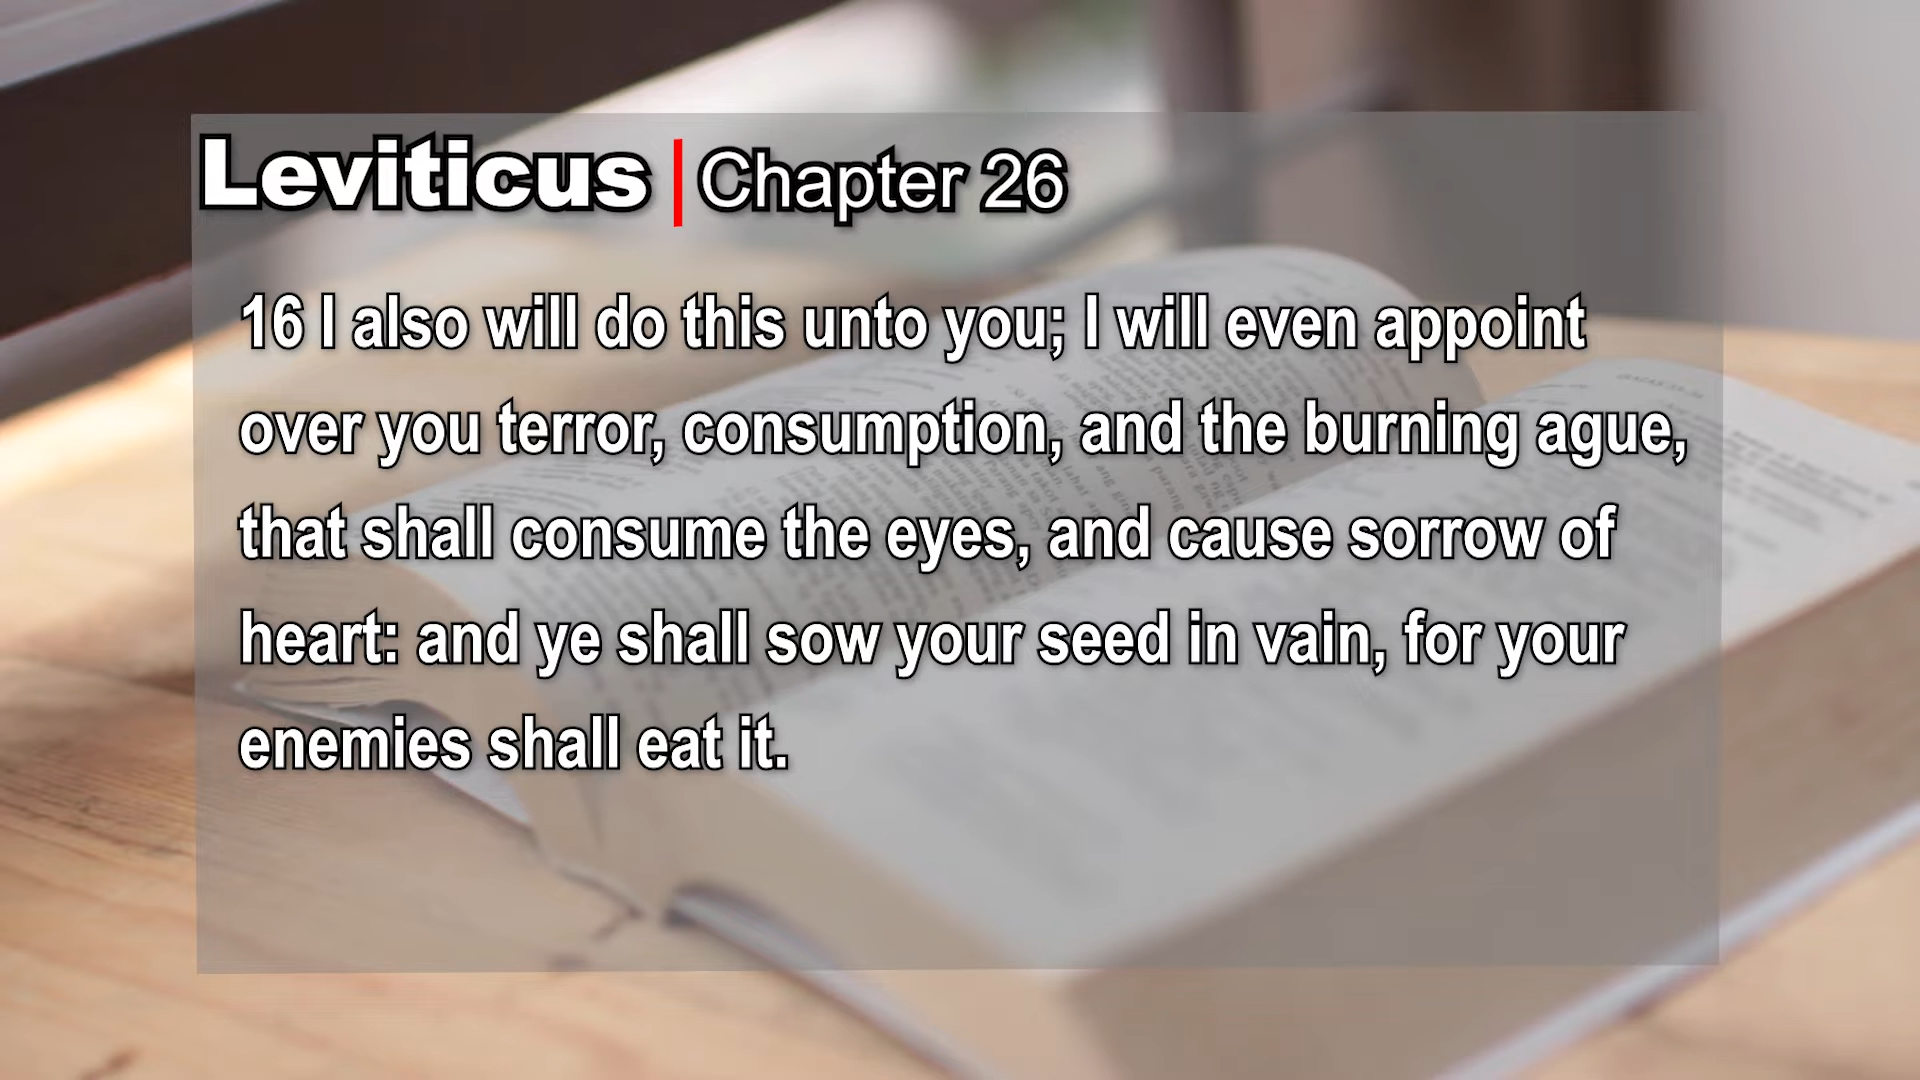 Leviticus | Chapter 26
16 I also will do this unto you; I will even appoint
over you terror, consumption, and the burning ague,
that shall consume the eyes, and cause sorrow of
heart: and ye shall sow your seed in vain, for your
enemies shall eat it.